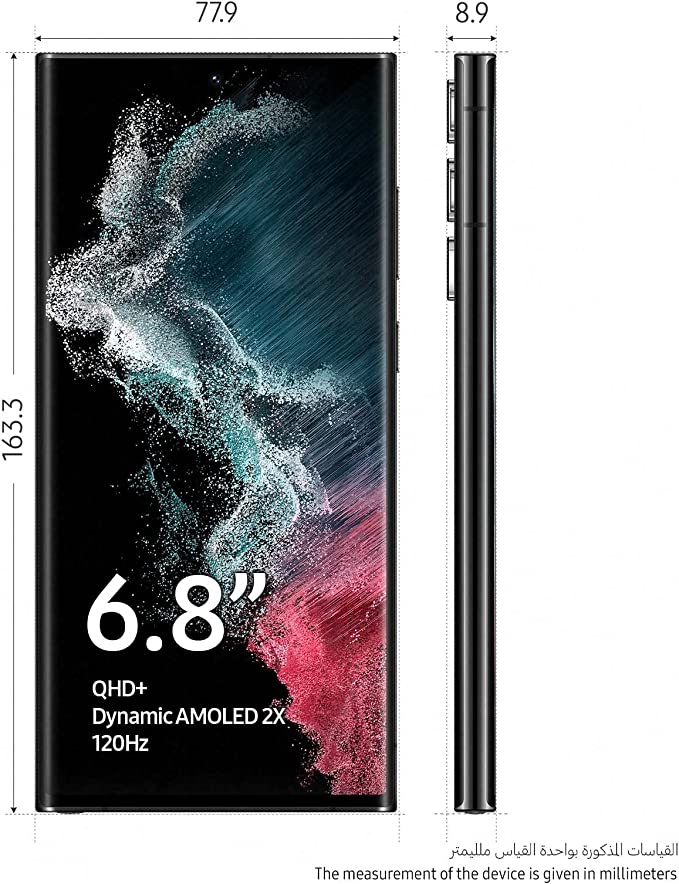 77.9
8.9
163.3
6.8”
QHD+
Dynamic AMOLED 2X
120Hz
القياسات المذكورة بواحدة القياس ملليمتر
The measurement of the device is given in millimeters